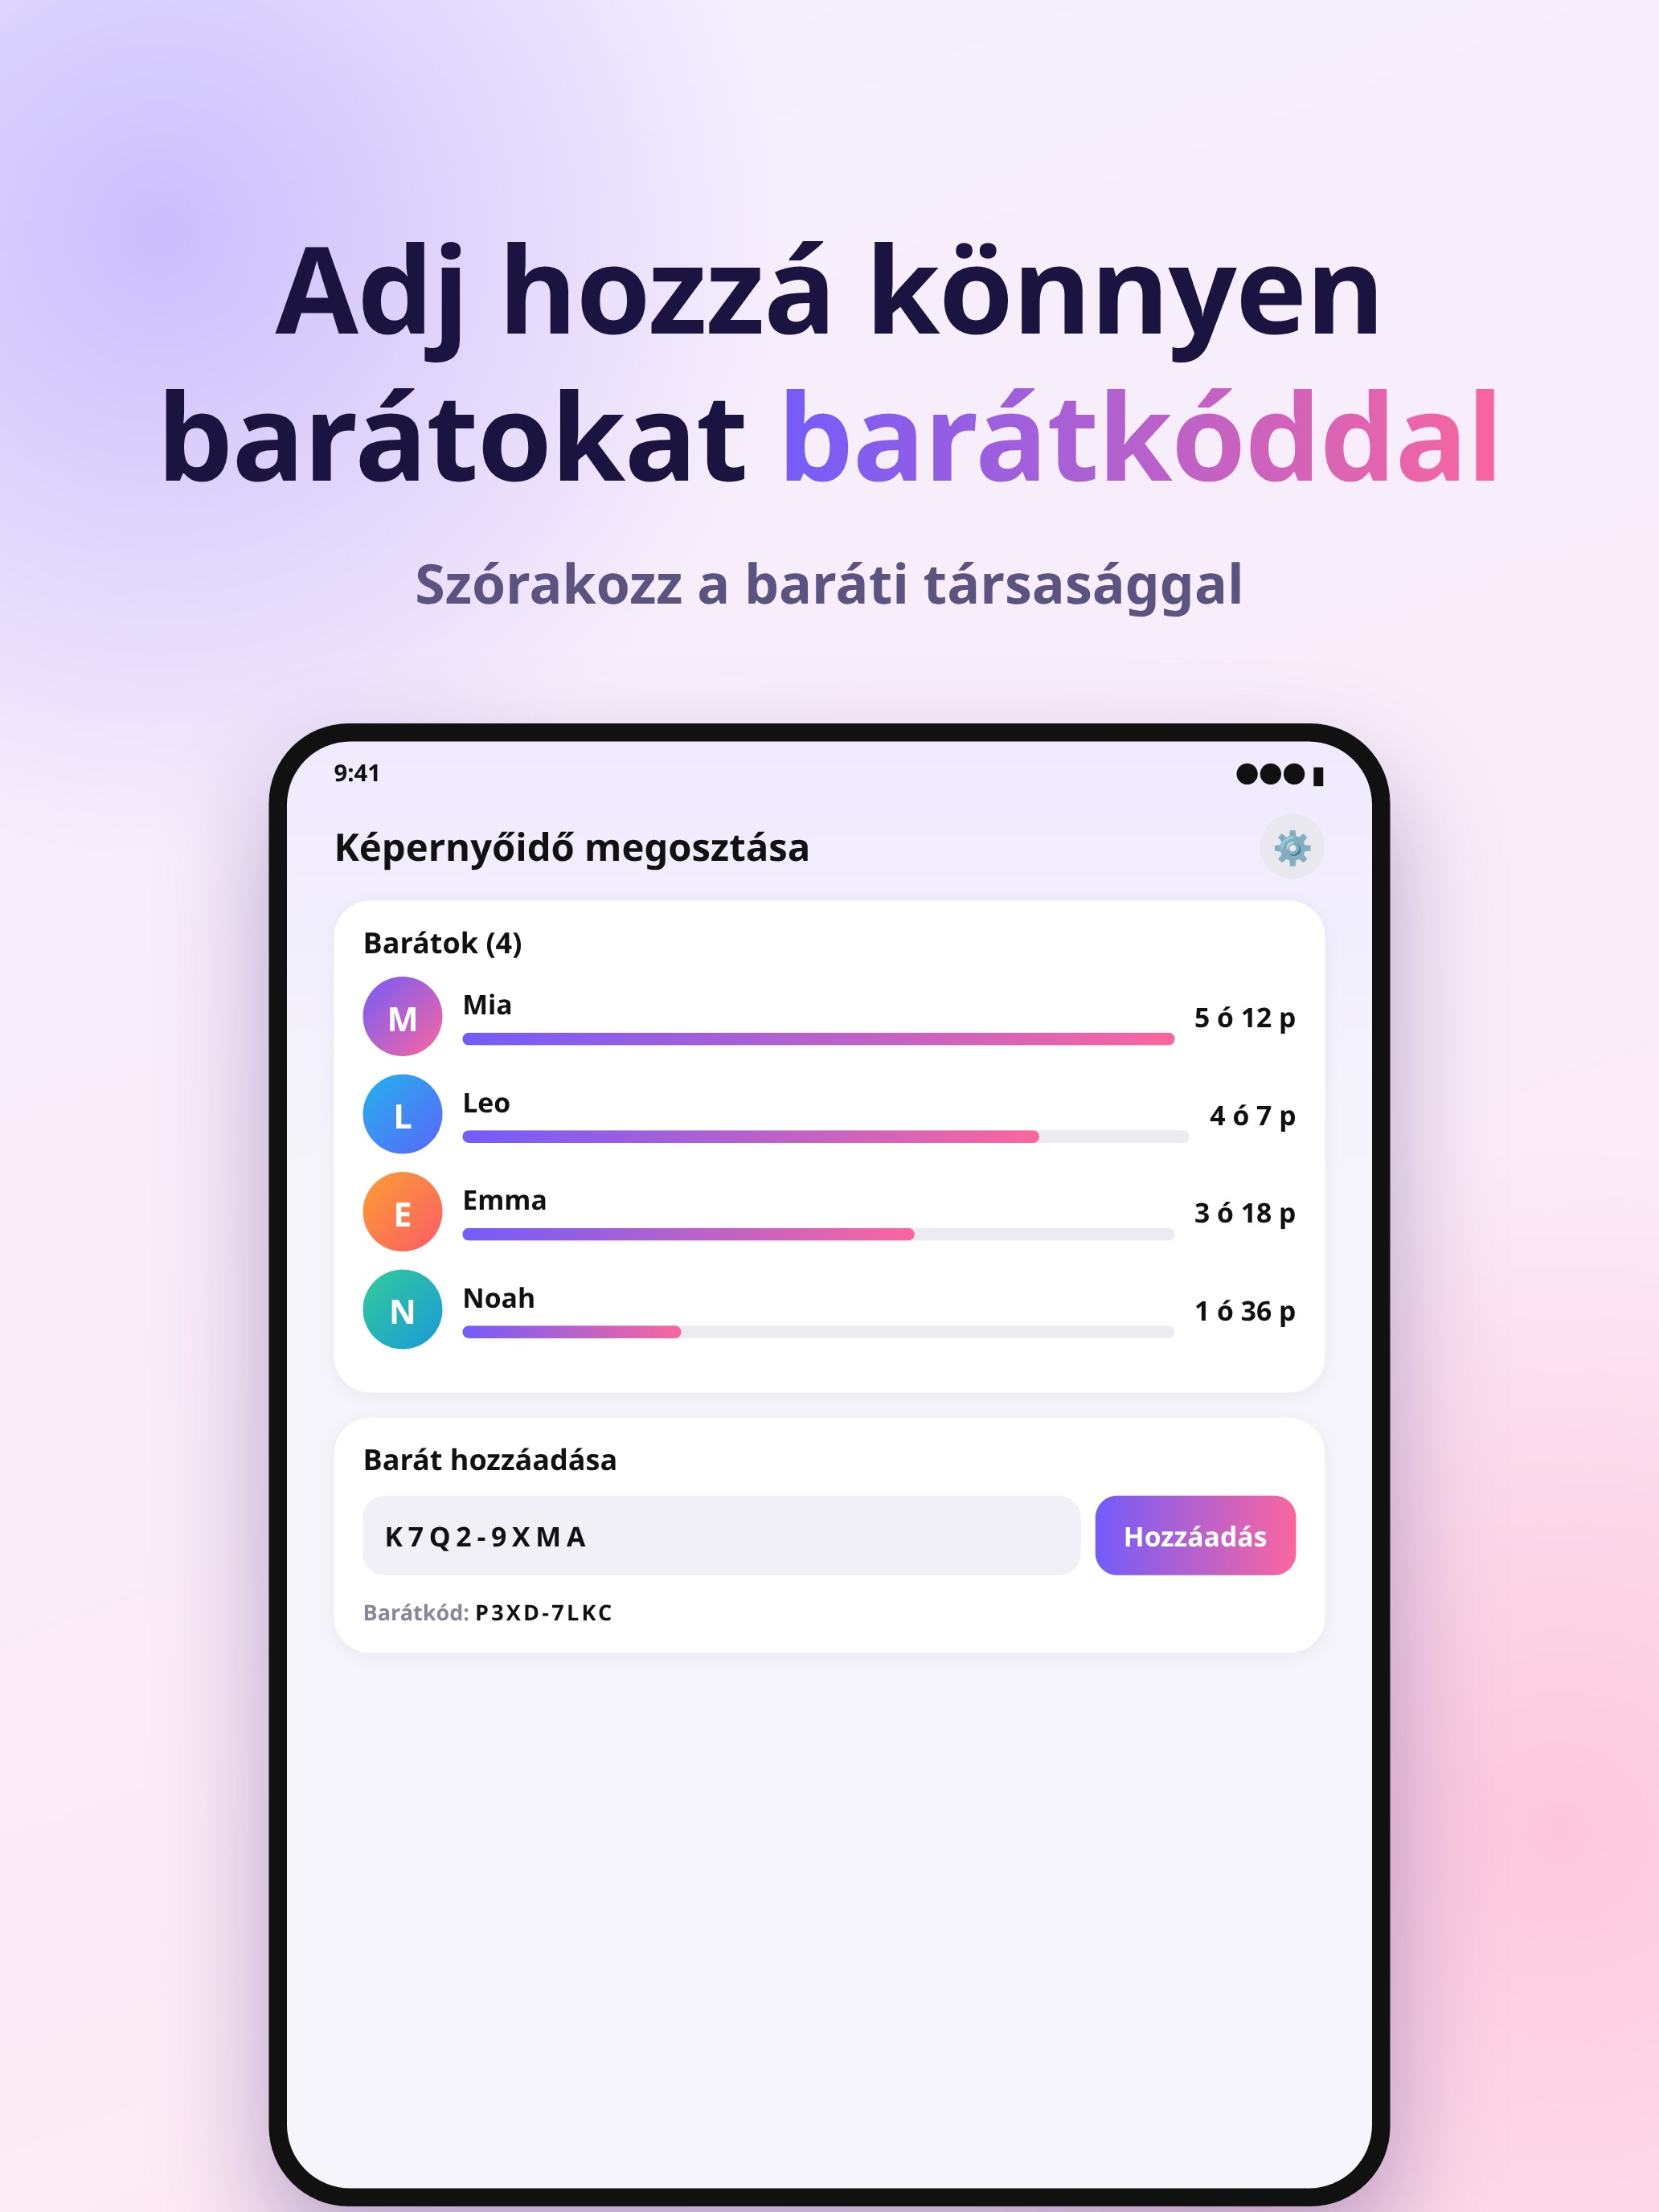 Adj hozzá könnyen
barátokat barátkóddal
Szórakozz a baráti társasággal
9:41
Képernyőidő megosztása
Barátok (4)
M
Mia
5 ó 12 p
L
Leo
4 ó 7 p
E
Emma
3 ó 18 p
N
Noah
1 ó 36 p
Barát hozzáadása
K7Q2-9XMA
Hozzáadás
Barátkód: P3XD-7LKC